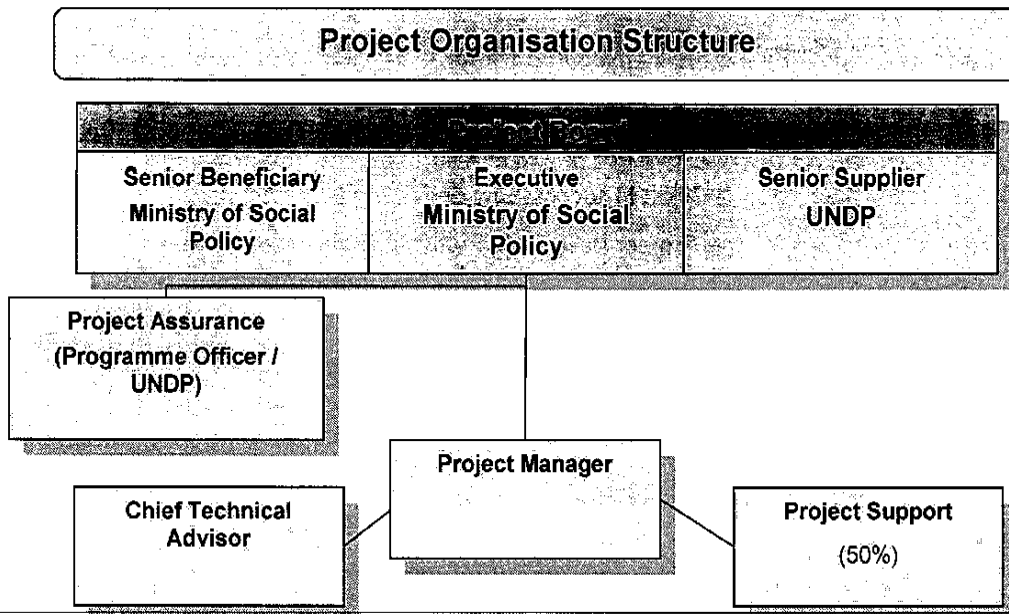 Project Organisation Structure
Project Board
Senior Beneficiary
Ministry of Social
Policy
Executive
Ministry of Social
Policy
Senior Supplier
UNDP
Project Assurance
(Programme Officer /
UNDP)
Project Manager
Chief Technical
Advisor
Project Support
(50%)